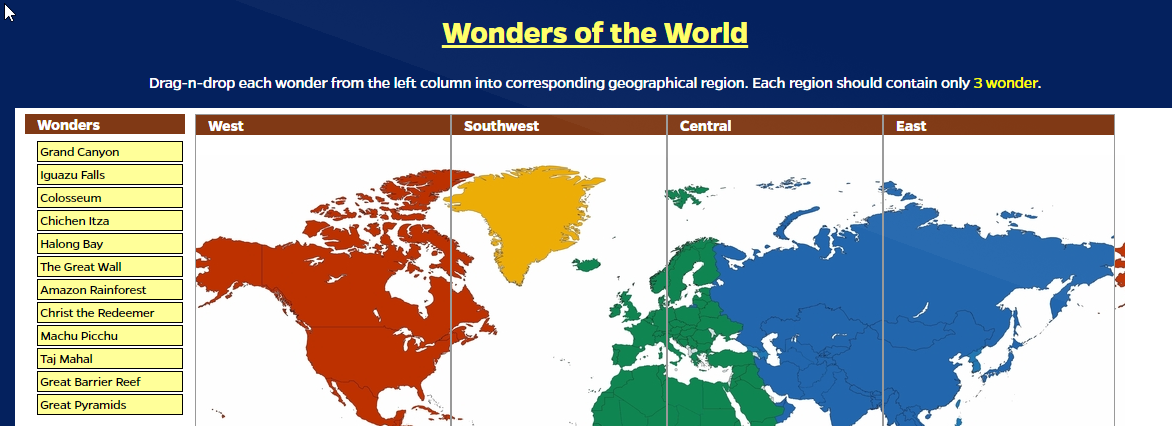 Wonders of the World
Drag-n-drop each wonder from the left column into corresponding geographical region. Each region should contain only 3 wonder.
Wonders
Grand Canyon
Iguazu Falls
Colosseum
Chichen Itza
Halong Bay
The Great Wall
Amazon Rainforest
Christ the Redeemer
Machu Picchu
Taj Mahal
Great Barrier Reef
Great Pyramids
West
Southwest
Central
East